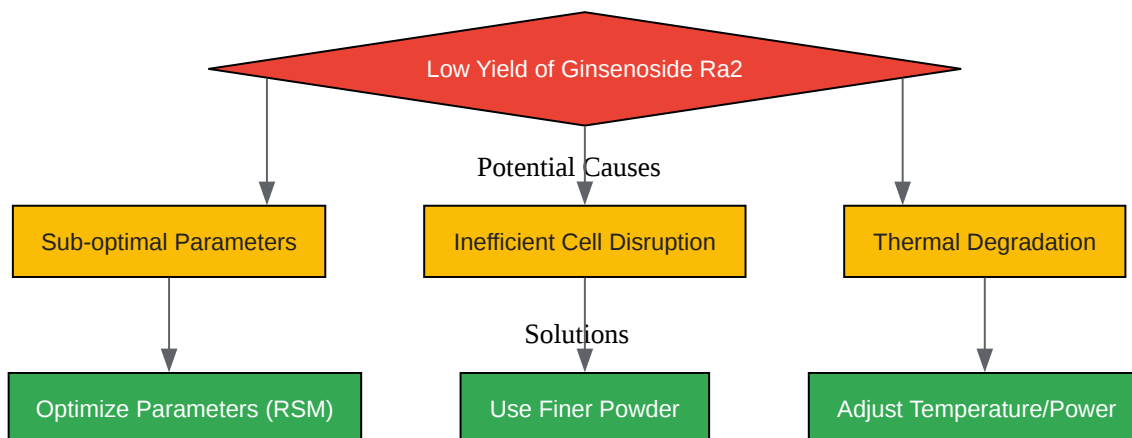 Low Yield of Ginsenoside Ra2
Potential Causes
Sub-optimal Parameters
Inefficient Cell Disruption
Thermal Degradation
Solutions
Optimize Parameters (RSM)
Use Finer Powder
Adjust Temperature/Power